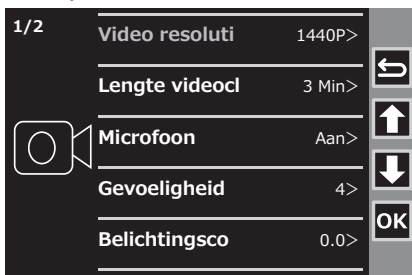 1/2
Video resoluti 1440P>
Lengte videocl 3 Min>
Microfoon Aan>
Gevoeligheid 4>
Belichtingsco 0.0>
OK